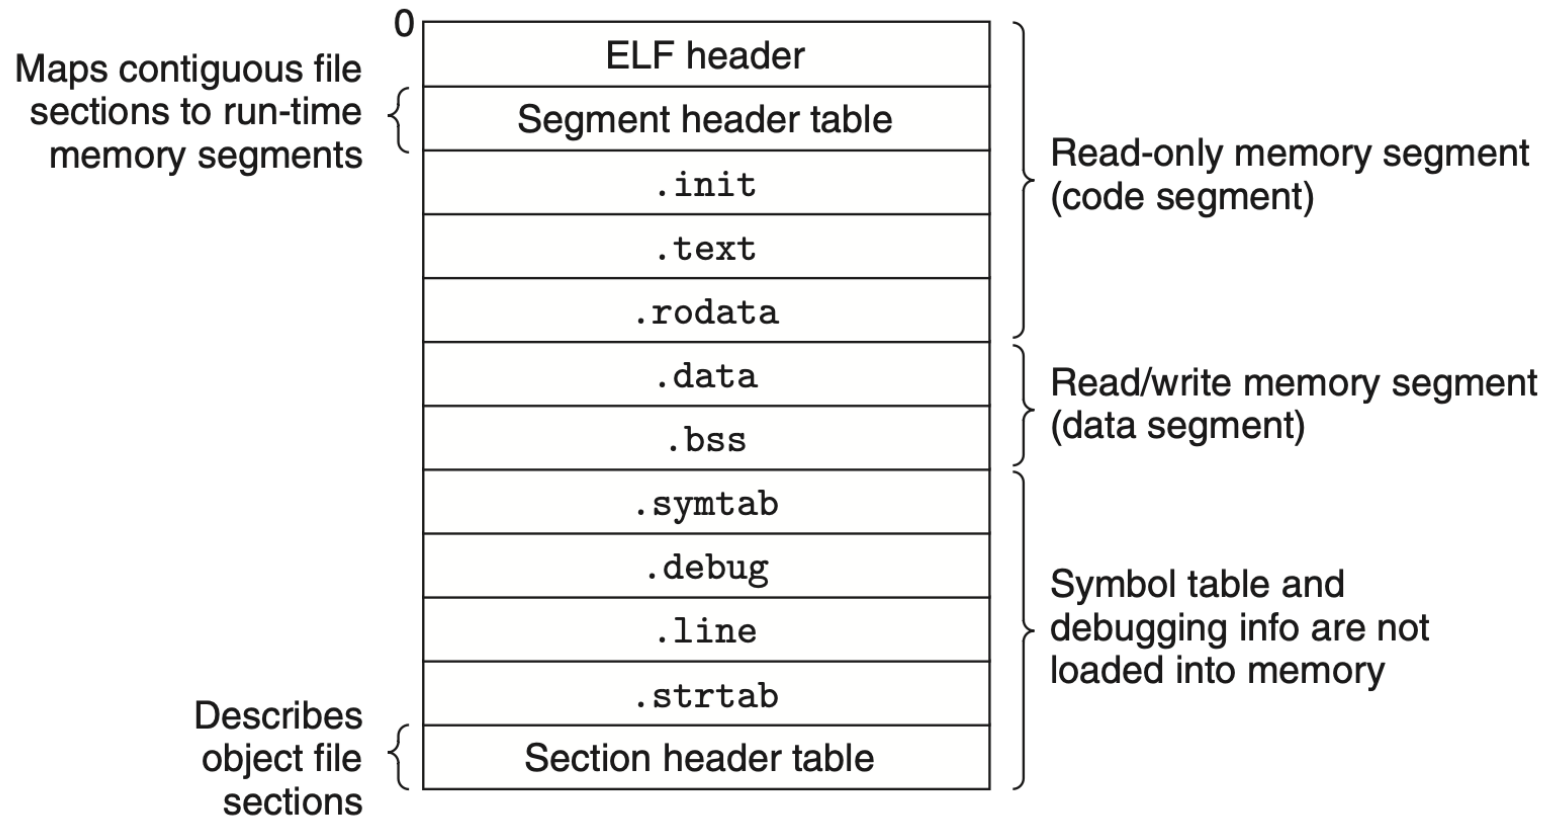 0
ELF header
Maps contiguous file
sections to run-time
memory segments
Segment header table
.init
.text
.rodata
Read-only memory segment
(code segment)
.data
.bss
Read/write memory segment
(data segment)
.symtab
.debug
.line
.strtab
Symbol table and
debugging info are not
loaded into memory
Describes
object file
sections
Section header table